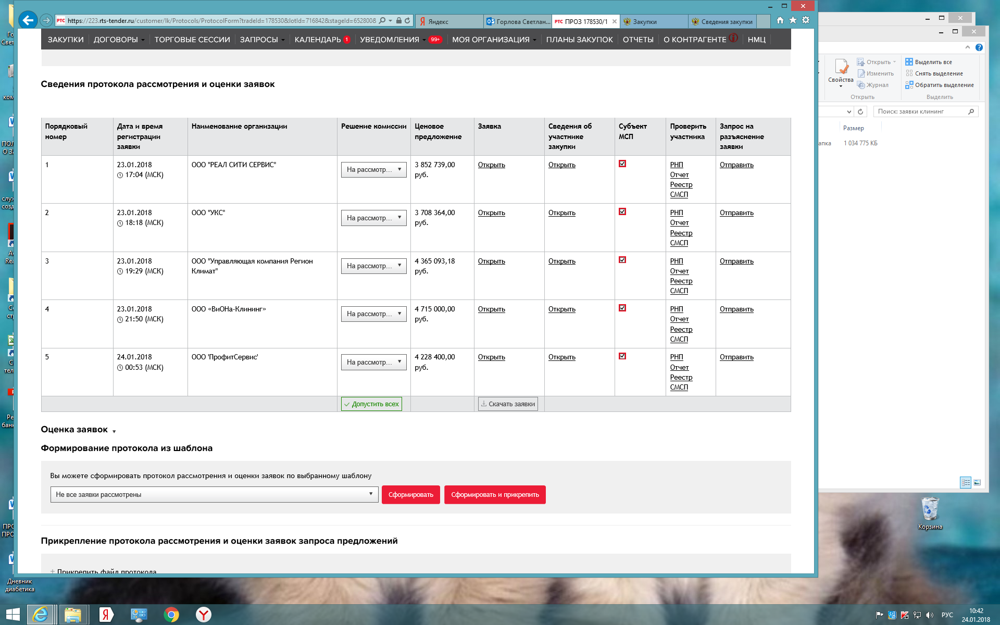 https://223.rts-tender.ru/customer/lk/Protocols/ProtocolForm?tradeId=178530&lotId=716842&stageId=6528008
Яндекс
Горлова Светлан...
РТС ПРОЗ 178530/1
Закупки
Сведения закупки
ЗАКУПКИ ДОГОВОРЫ ТОРГОВЫЕ СЕССИИ ЗАПРОСЫ КАЛЕНДАРЬ 1 УВЕДОМЛЕНИЯ 99+ МОЯ ОРГАНИЗАЦИЯ ПЛАНЫ ЗАКУПОК ОТЧЕТЫ О КОНТРАГЕНТЕ НМЦ
Сведения протокола рассмотрения и оценки заявок
Порядковый номер
Дата и время регистрации заявки
Наименование организации
Решение комиссии
Ценовое предложение
Заявка
Сведения об участнике закупки
Субъект МСП
Проверить участника
Запрос на разъяснение заявки
1
23.01.2018
17:04 (МСК)
ООО "РЕАЛ СИТИ СЕРВИС"
На рассмотр...
3 852 739,00
руб.
Открыть
Открыть
РНП
Отчет
Реестр
СМСП
Отправить
2
23.01.2018
18:18 (МСК)
ООО "УКС"
На рассмотр...
3 708 364,00
руб.
Открыть
Открыть
РНП
Отчет
Реестр
СМСП
Отправить
3
23.01.2018
19:29 (МСК)
ООО "Управляющая компания Регион
Климат"
На рассмотр...
4 365 093,18
руб.
Открыть
Открыть
РНП
Отчет
Реестр
СМСП
Отправить
4
23.01.2018
21:50 (МСК)
ООО «ВиОНа-Клининг»
На рассмотр...
4 715 000,00
руб.
Открыть
Открыть
РНП
Отчет
Реестр
СМСП
Отправить
5
24.01.2018
00:53 (МСК)
ООО 'ПрофитСервис'
На рассмотр...
4 228 400,00
руб.
Открыть
Открыть
РНП
Отчет
Реестр
СМСП
Отправить
Допустить всех
Скачать заявки
Оценка заявок
Формирование протокола из шаблона
Вы можете сформировать протокол рассмотрения и оценки заявок по выбранному шаблону
Не все заявки рассмотрены
Сформировать
Сформировать и прикрепить
Прикрепление протокола рассмотрения и оценки заявок запроса предложений
+ Прикрепить файл протокола
Свойства
Открыть
Изменить
Журнал
Открыть
Выделить все
Снять выделение
Обратить выделение
Выделить
Поиск: заявки клининг
Размер
1 034 775 КБ
Корзина
Дневник
диабетика
РУС
10:42
24.01.2018